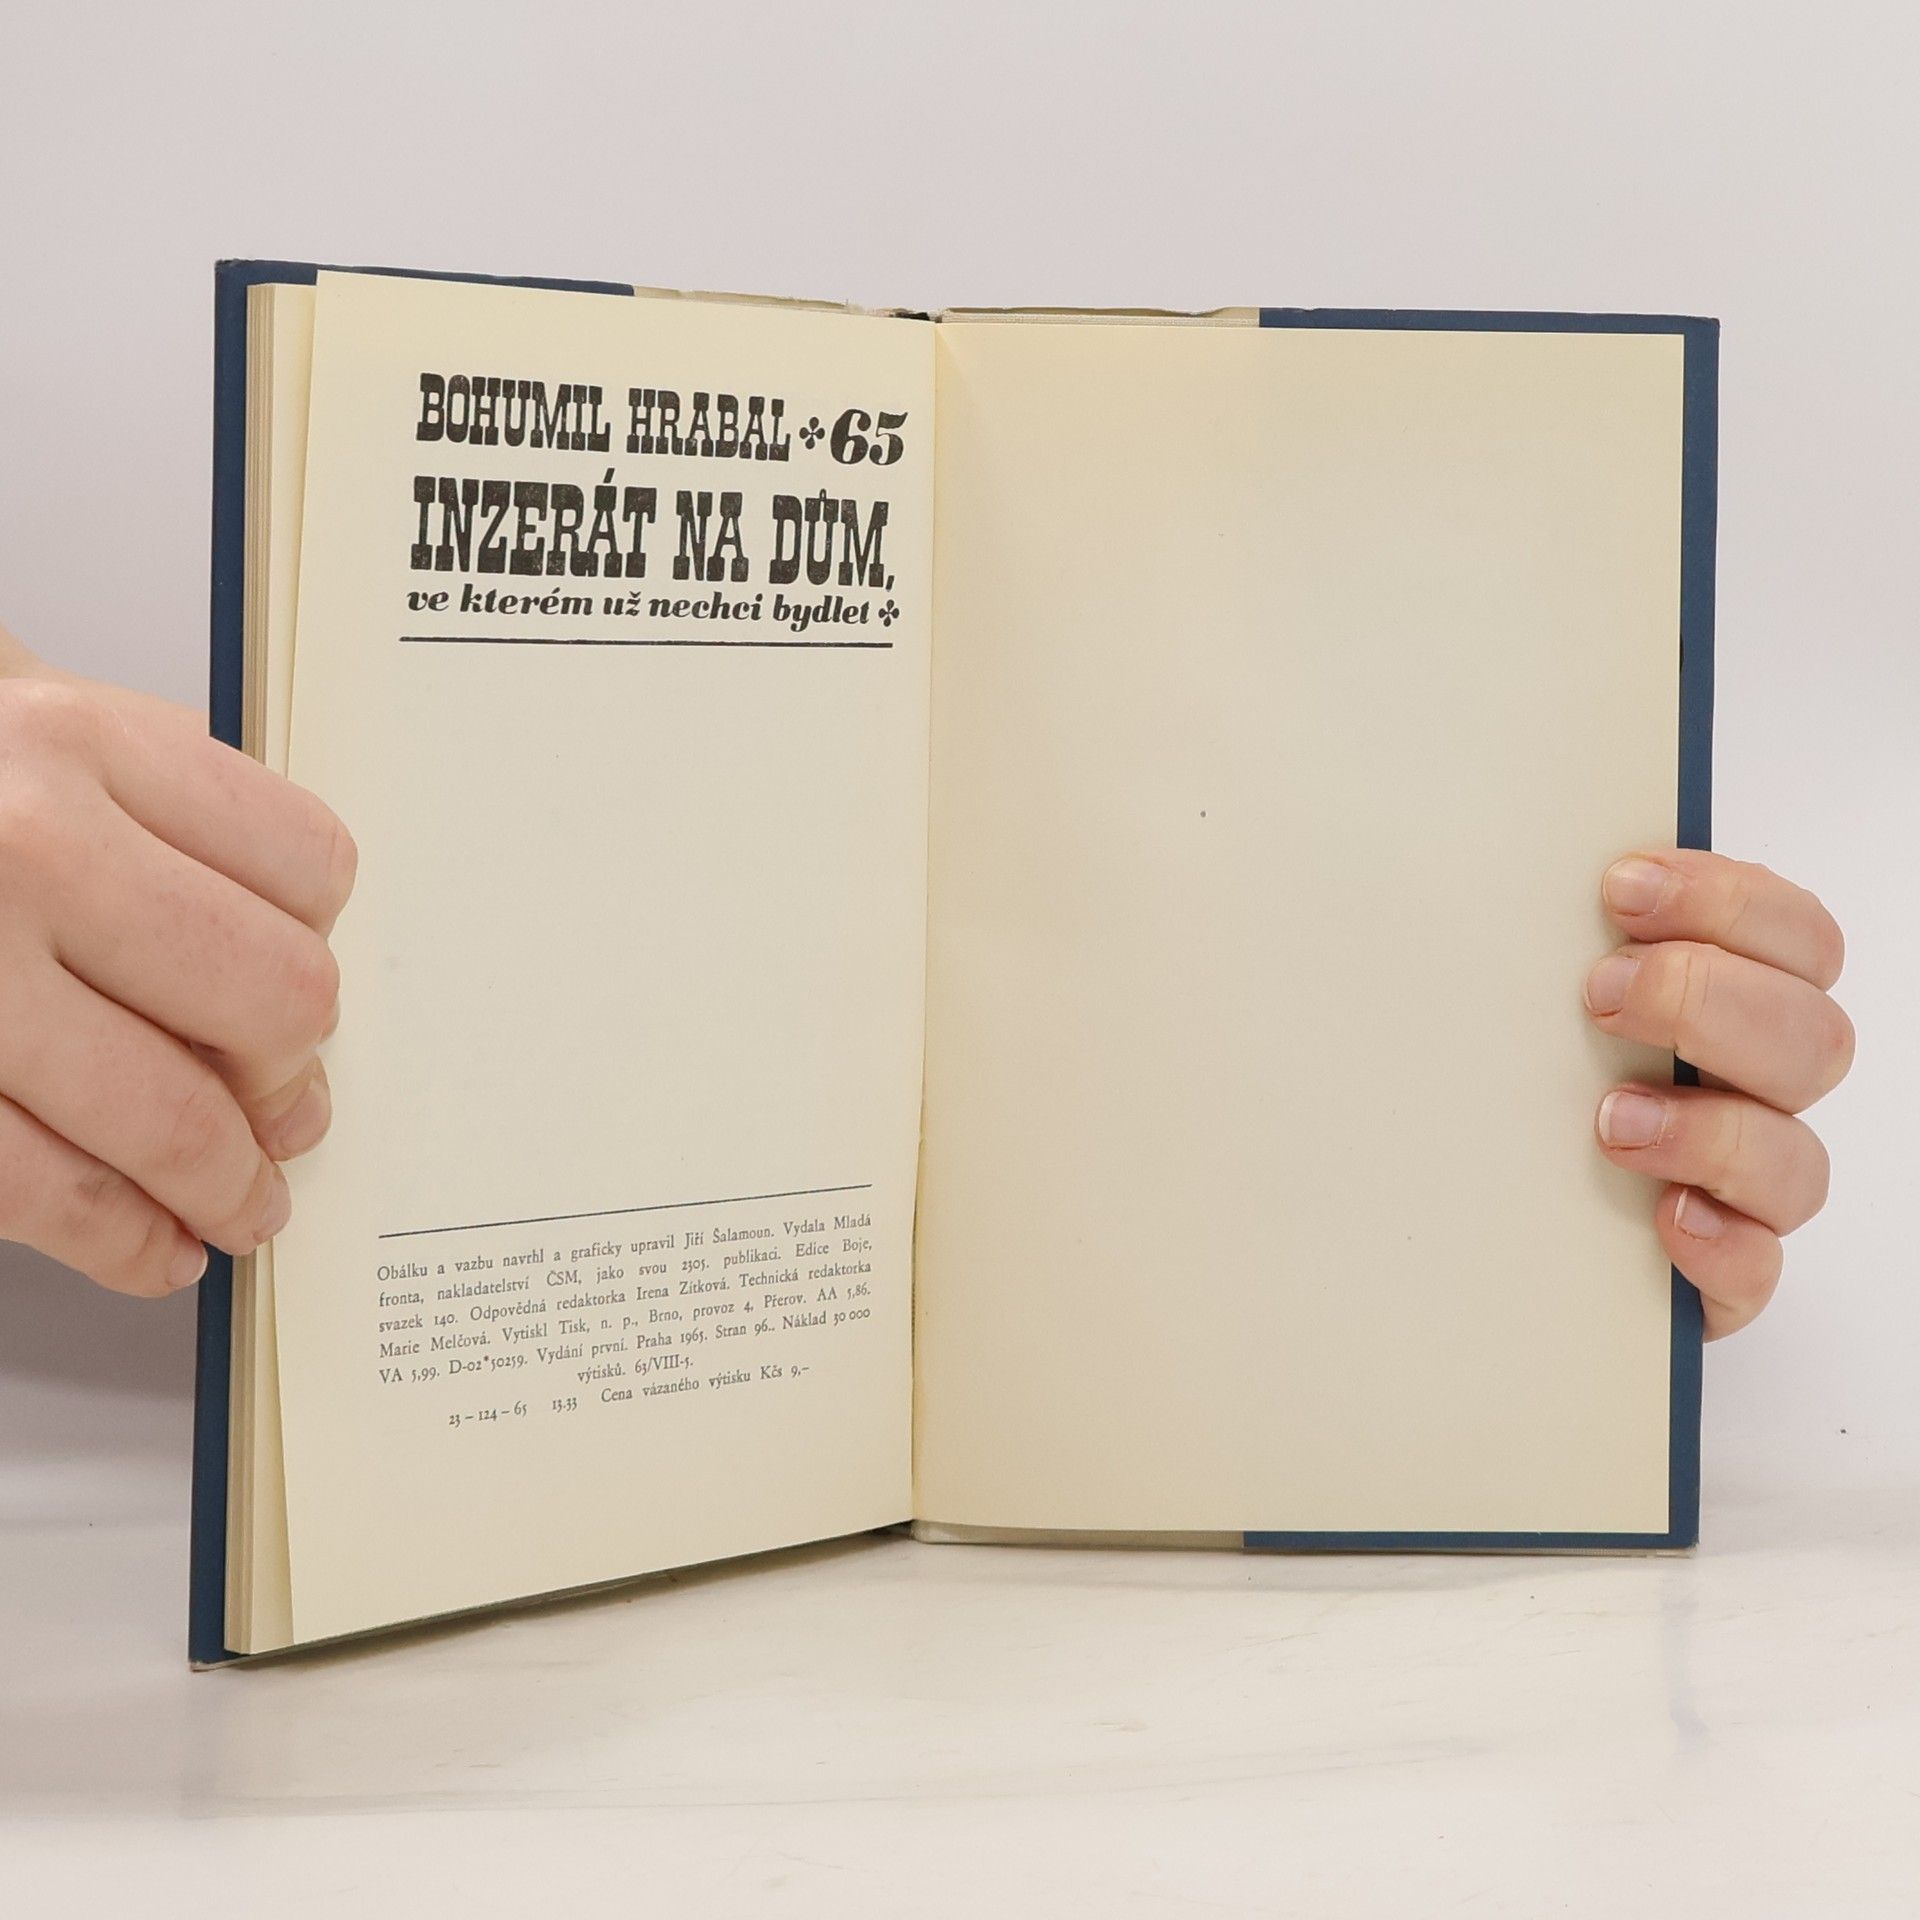 BOHUMIL HRABAL ✤ 65
INZERÁT NA DŮM,
ve kterém už nechci bydlet ✤
Obálku a vazbu navrhl a graficky upravil Jiří Šalamoun. Vydala Mladá
fronta, nakladatelství ČSM, jako svou 2305. publikaci. Edice Boje,
svazek 140. Odpovědná redaktorka Irena Zítková. Technická redaktorka
Marie Melčová. Vytiskl Tisk, n. p., Brno, provoz 4, Přerov. AA 5,86.
VA 5,99. D-02*50259. Vydání první. Praha 1965. Stran 96.. Náklad 30 000
výtisků. 63/VIII-5.
23 – 124 – 65 13.33 Cena vázaného výtisku Kčs 9,–